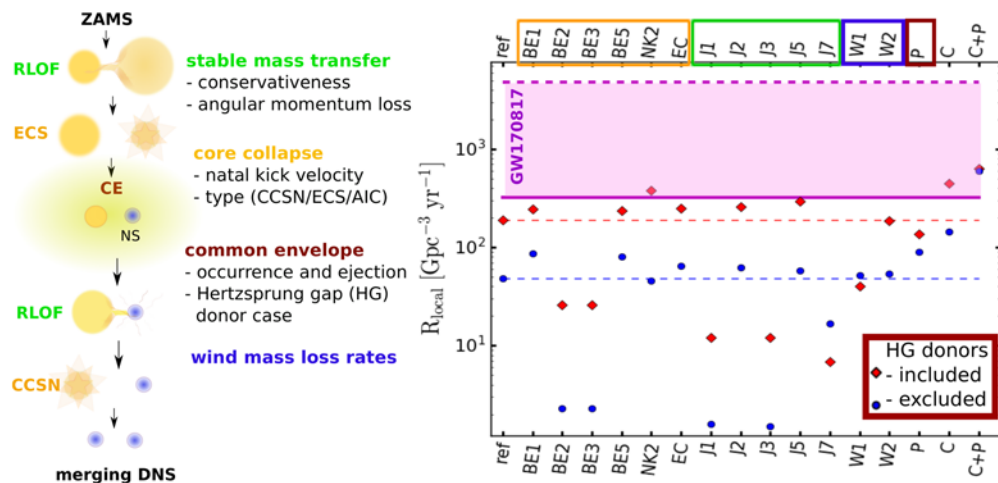 ZAMS
RLOF
stable mass transfer
- conservativeness
- angular momentum loss
ECS
core collapse
- natal kick velocity
- type (CCSN/ECS/AIC)
CE
NS
common envelope
- occurrence and ejection
- Hertzsprung gap (HG)
donor case
RLOF
wind mass loss rates
CCSN
merging DNS
ref BE1 BE2 BE3 BE5 NK2 EC J1 J2 J3 J5 J7 W1 W2 P C C+P
GW170817
R_local [Gpc⁻³ yr⁻¹]
10³
10²
10¹
HG donors
- included
- excluded
ref BE1 BE2 BE3 BE5 NK2 EC J1 J2 J3 J5 J7 W1 W2 P C C+P